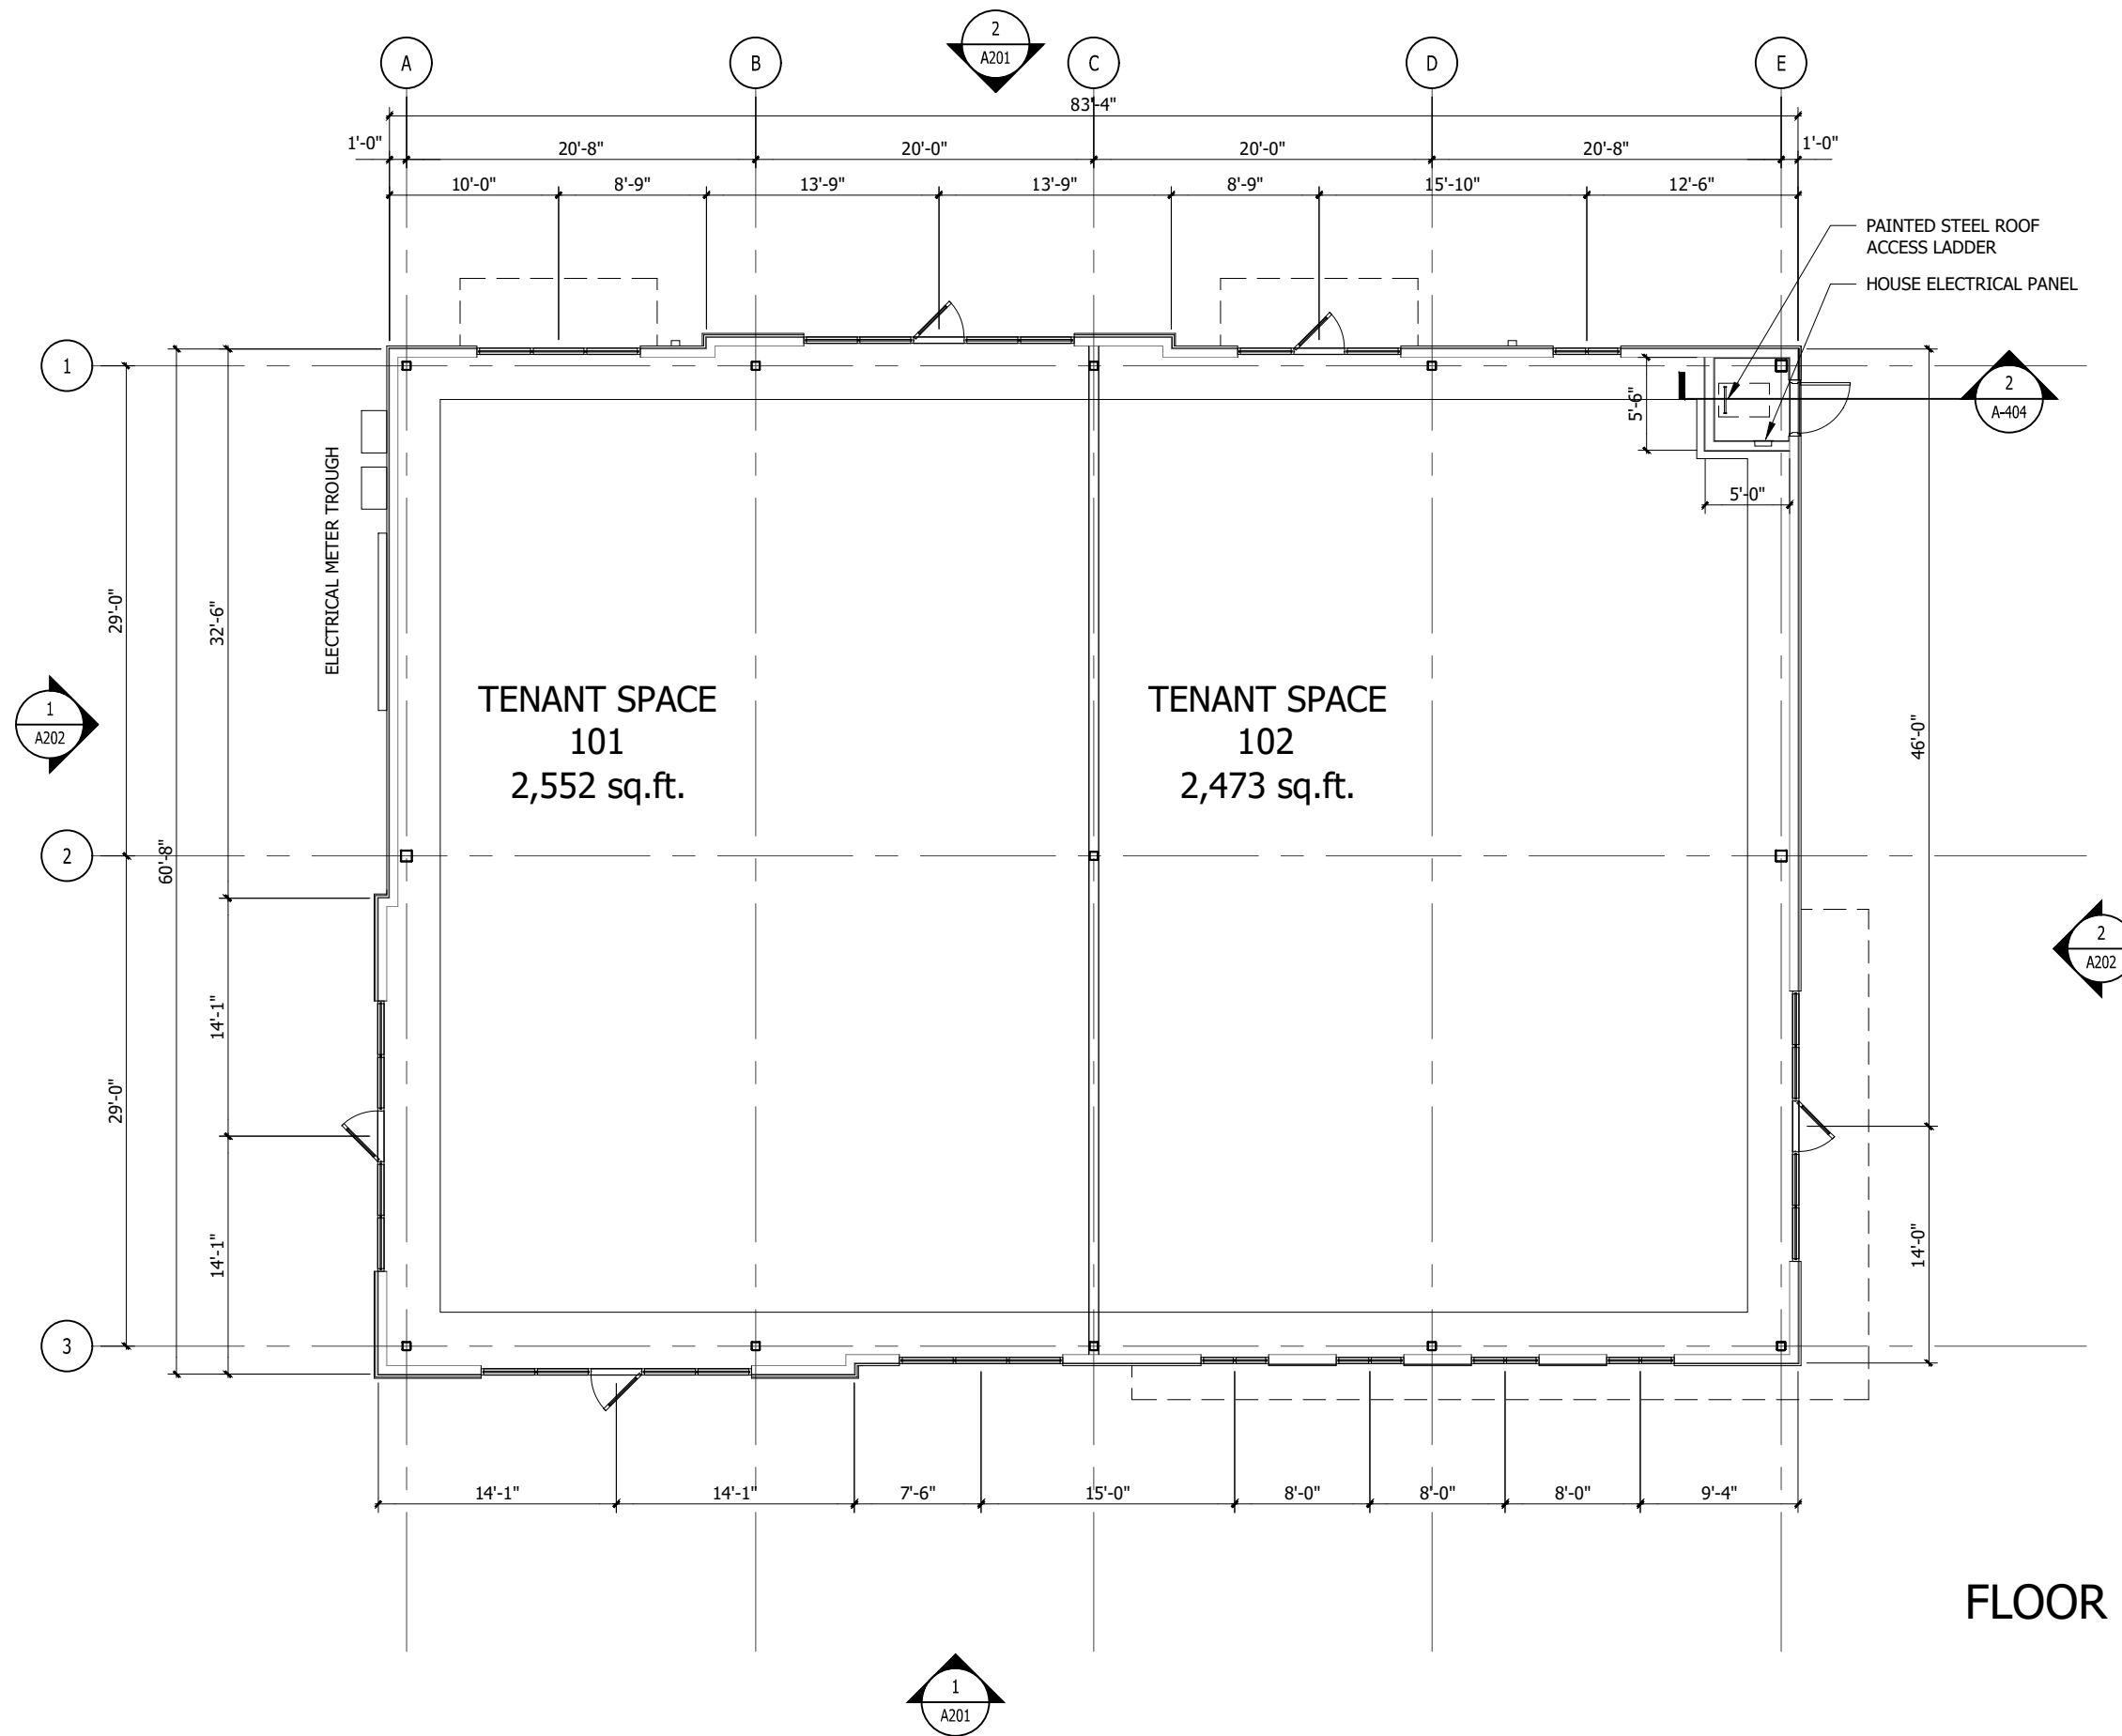 2
A201
A
B
C
D
E
83'-4"
1'-0"
20'-8"
20'-0"
20'-0"
20'-8"
1'-0"
10'-0"
8'-9"
13'-9"
13'-9"
8'-9"
15'-10"
12'-6"
PAINTED STEEL ROOF
ACCESS LADDER
HOUSE ELECTRICAL PANEL
1
2
A-404
5'-6"
5'-0"
ELECTRICAL METER TROUGH
29'-0"
32'-6"
60'-8"
TENANT SPACE
101
2,552 sq.ft.
TENANT SPACE
102
2,473 sq.ft.
1
A202
46'-0"
2
2
A202
14'-1"
29'-0"
14'-1"
14'-0"
3
14'-1"
14'-1"
7'-6"
15'-0"
8'-0"
8'-0"
8'-0"
9'-4"
FLOOR
1
A201